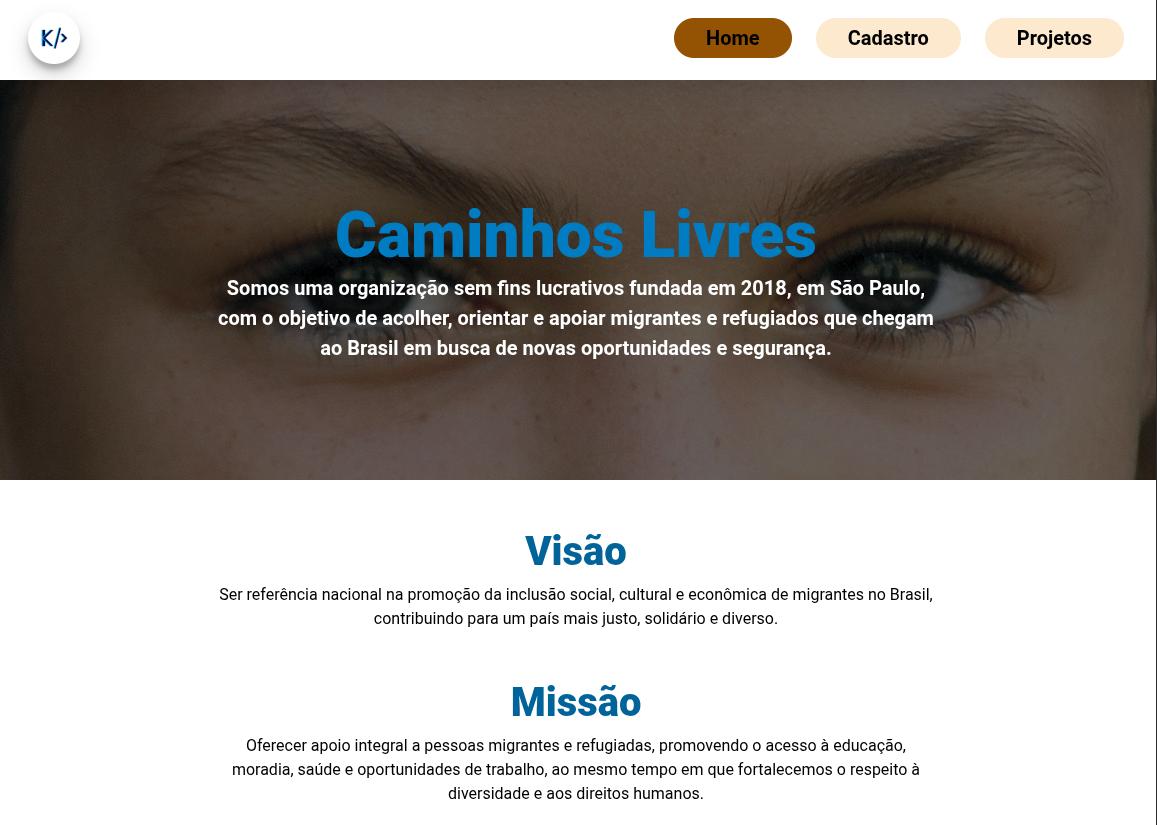 K/>
Home
Cadastro
Projetos
Caminhos Livres
Somos uma organização sem fins lucrativos fundada em 2018, em São Paulo,
com o objetivo de acolher, orientar e apoiar migrantes e refugiados que chegam
ao Brasil em busca de novas oportunidades e segurança.
Visão
Ser referência nacional na promoção da inclusão social, cultural e econômica de migrantes no Brasil,
contribuindo para um país mais justo, solidário e diverso.
Missão
Oferecer apoio integral a pessoas migrantes e refugiadas, promovendo o acesso à educação,
moradia, saúde e oportunidades de trabalho, ao mesmo tempo em que fortalecemos o respeito à
diversidade e aos direitos humanos.